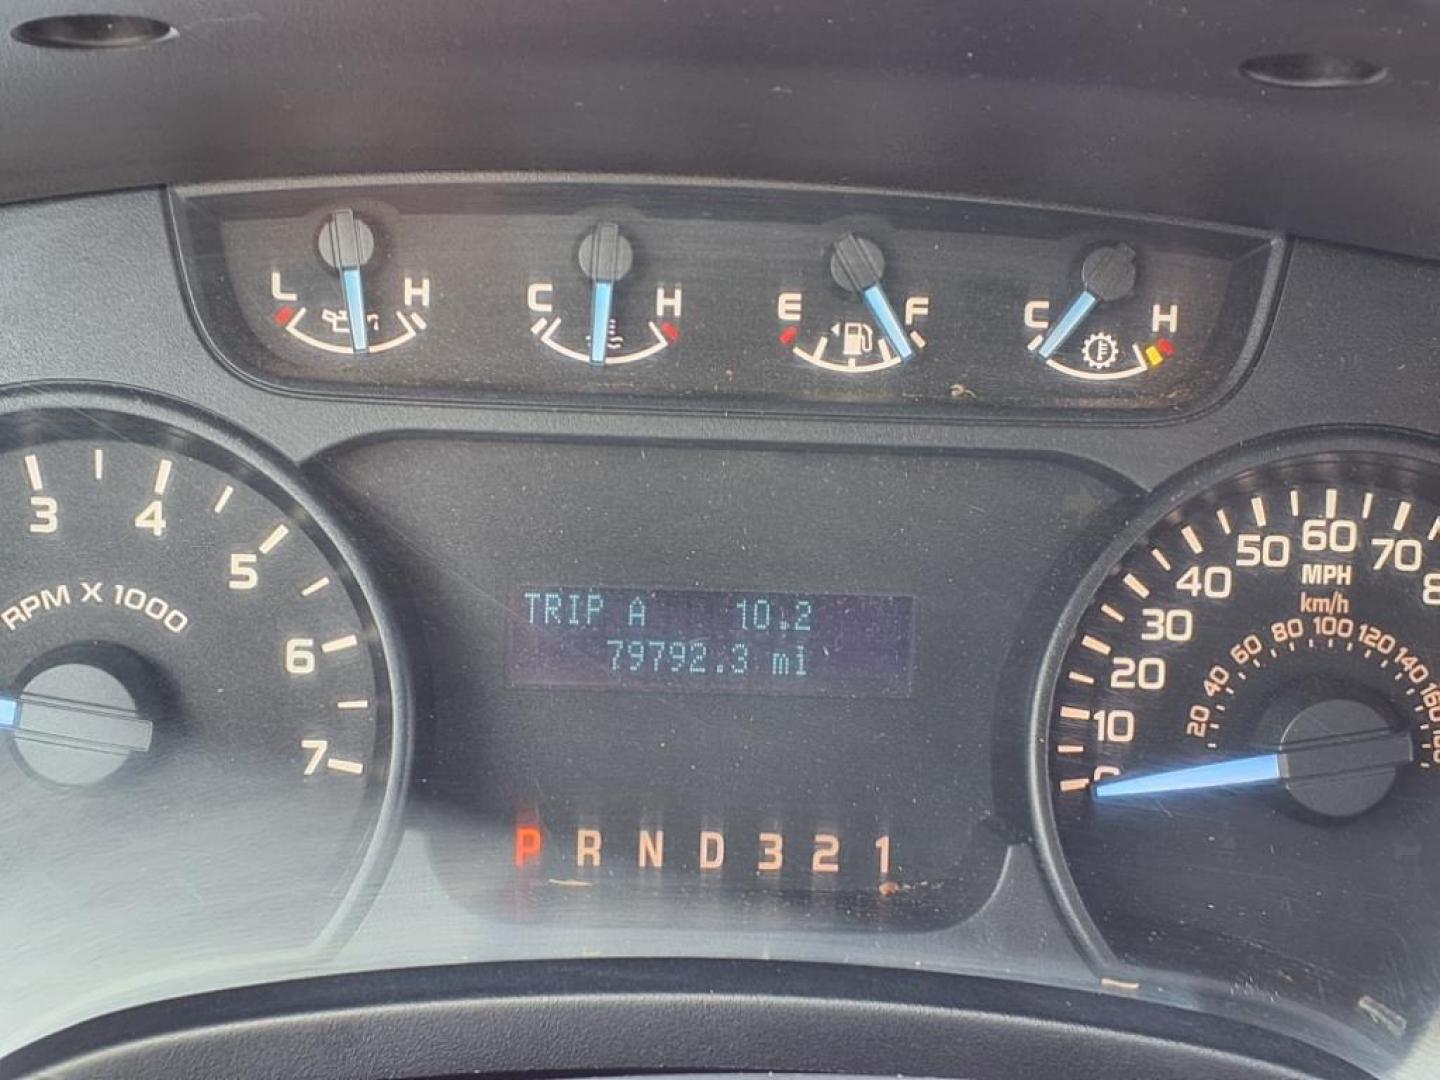 L H C H E F C H
3 4 5 6 7
RPM X 1000
TRIP A 10.2
79792.3 mi
P R N D 3 2 1
0 10 20 30 40 50 60 70
MPH
km/h
20 40 60 80 100 120 140 160